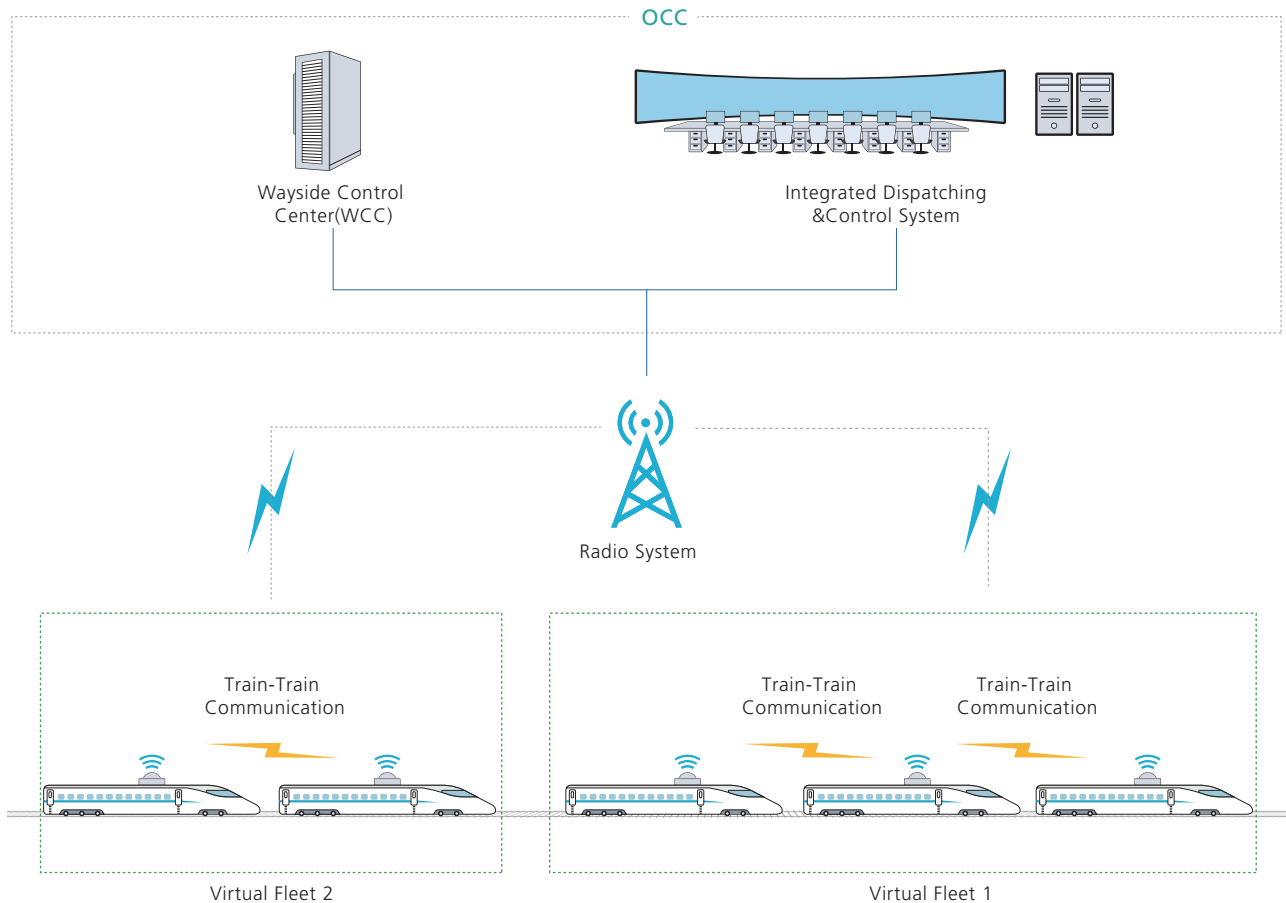 OCC
Wayside Control
Center(WCC)
Integrated Dispatching
&Control System
Radio System
Train-Train
Communication
Train-Train
Communication
Train-Train
Communication
Virtual Fleet 2
Virtual Fleet 1